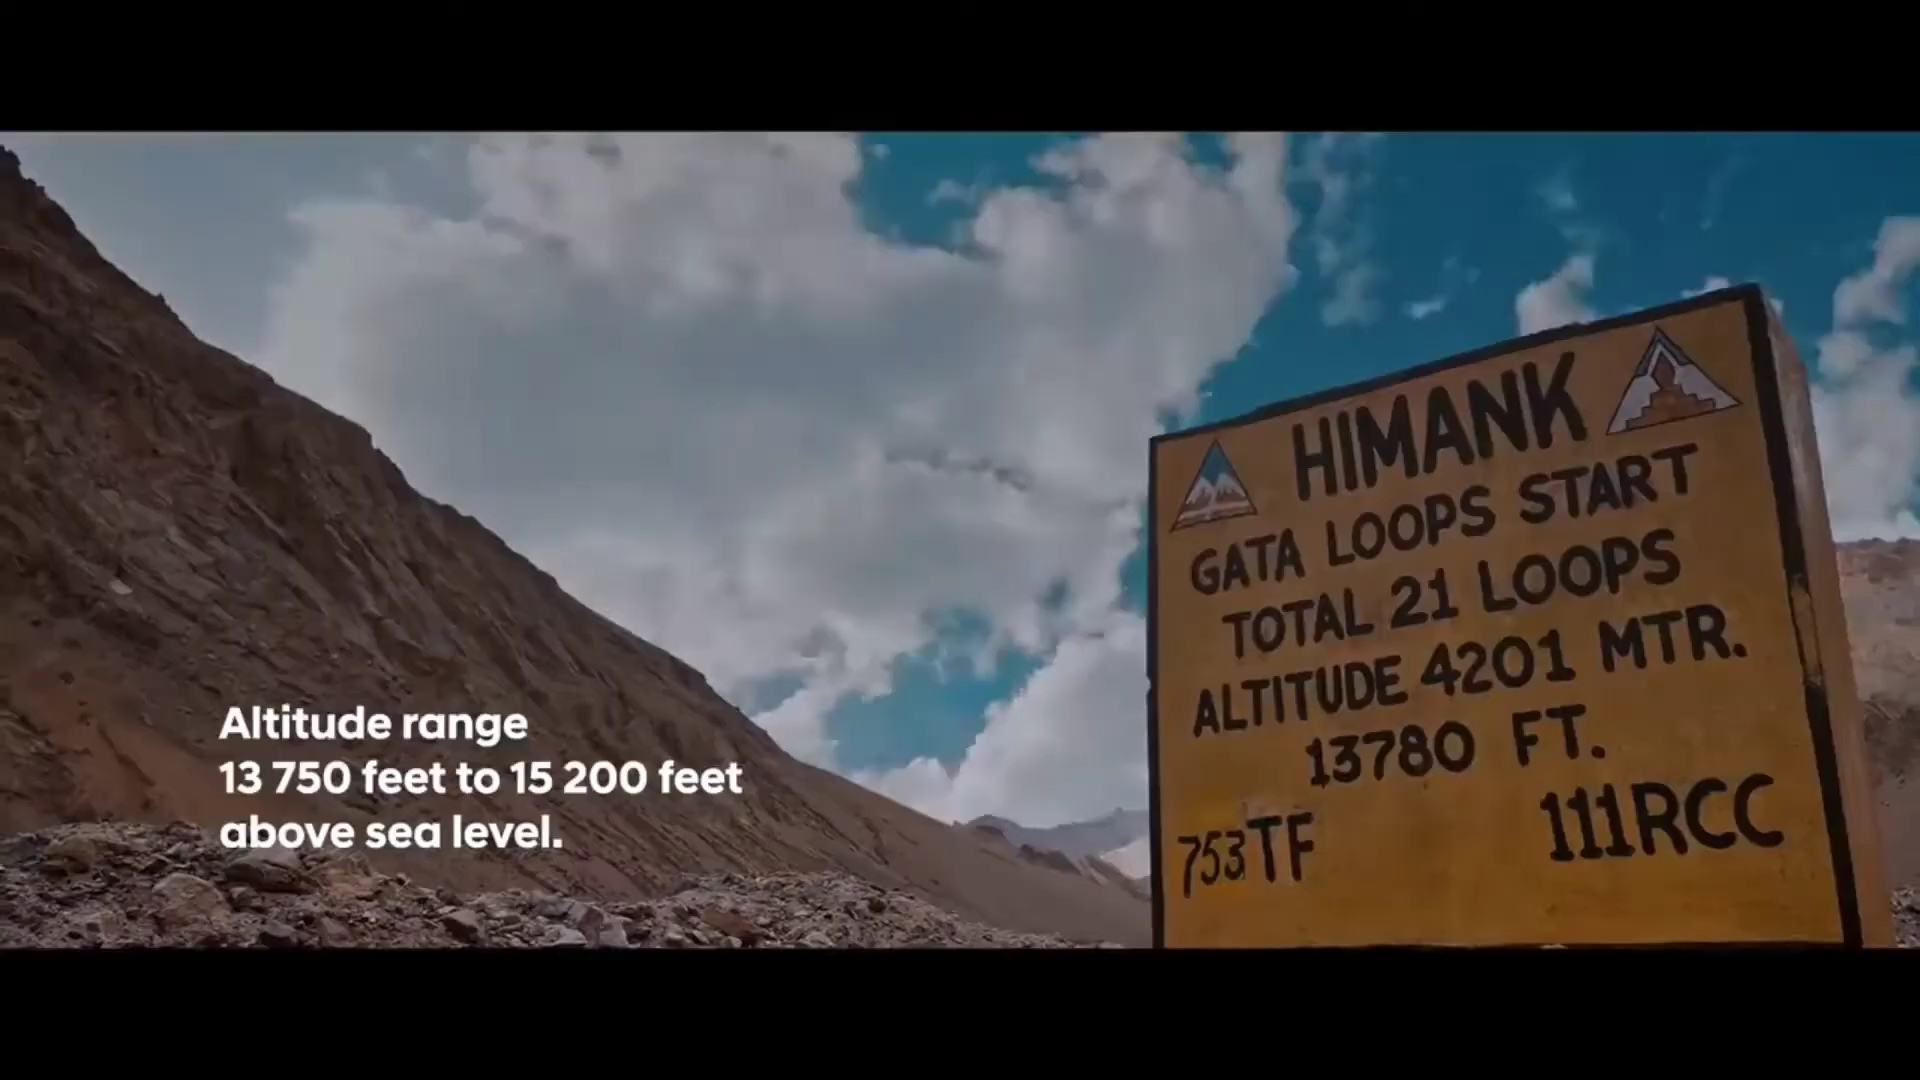 Altitude range
13 750 feet to 15 200 feet
above sea level.
HIMANK
GATA LOOPS START
TOTAL 21 LOOPS
ALTITUDE 4201 MTR.
13780 FT.
753TF 111RCC